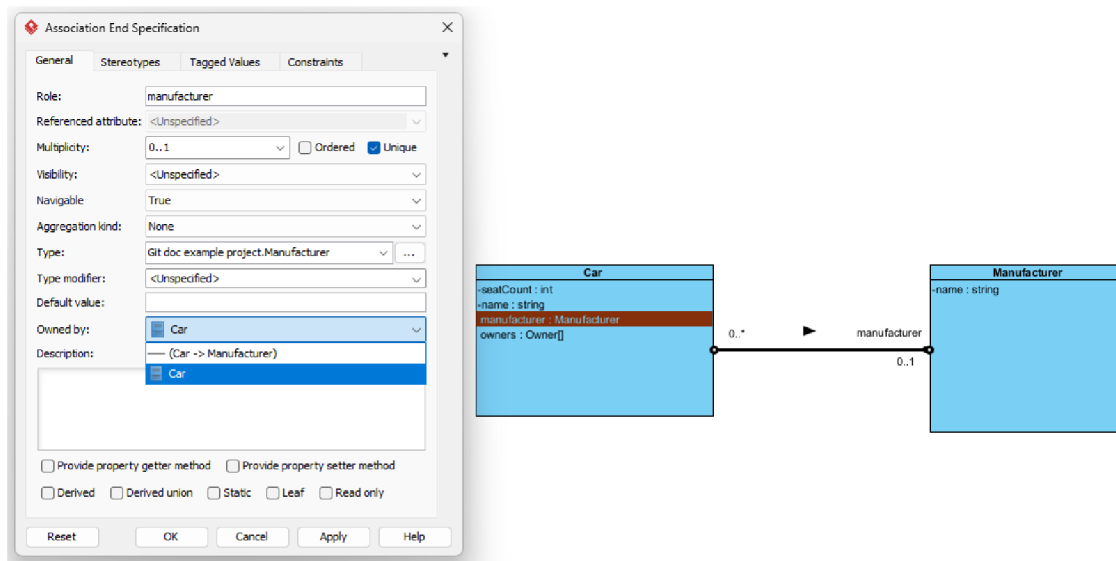 Association End Specification
General
Stereotypes
Tagged Values
Constraints
Role: manufacturer
Referenced attribute: <Unspecified>
Multiplicity: 0..1 Ordered Unique
Visibility: <Unspecified>
Navigable True
Aggregation kind: None
Type: Git doc example project.Manufacturer ...
Type modifier: <Unspecified>
Default value:
Owned by: Car
(Car -> Manufacturer)
Car
Description:
Provide property getter method Provide property setter method
Derived Derived union Static Leaf Read only
Reset OK Cancel Apply Help
Car
-seatCount : int
-name : string
manufacturer : Manufacturer
owners : Owner[]
0..*
manufacturer
0..1
Manufacturer
-name : string